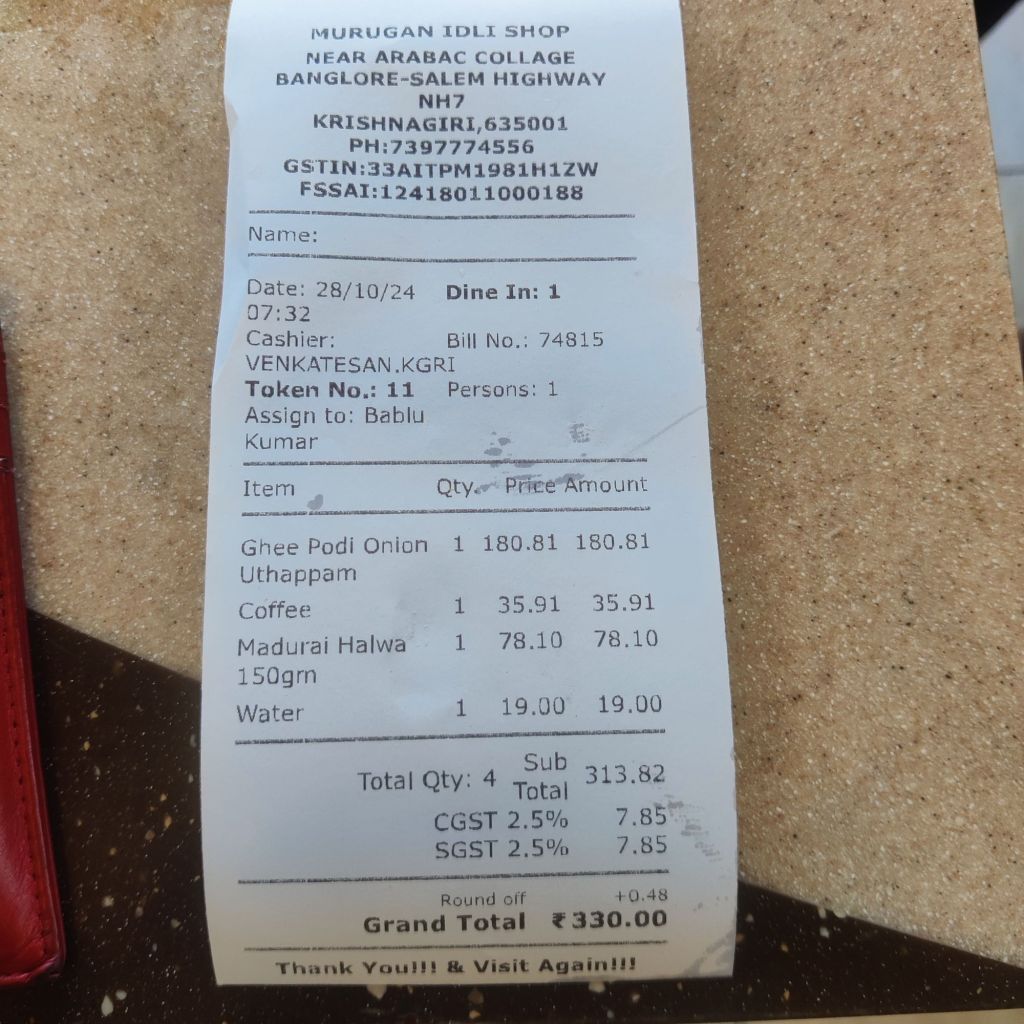 MURUGAN IDLI SHOP
NEAR ARABAC COLLAGE
BANGLORE-SALEM HIGHWAY
NH7
KRISHNAGIRI,635001
PH:7397774556
GSTIN:33AITPM1981H1ZW
FSSAI:12418011000188
Name:
Date: 28/10/24 Dine In: 1
07:32
Cashier: Bill No.: 74815
VENKATESAN.KGRI
Token No.: 11 Persons: 1
Assign to: Bablu
Kumar
Item Qty. Price Amount
Ghee Podi Onion 1 180.81 180.81
Uthappam
Coffee 1 35.91 35.91
Madurai Halwa 1 78.10 78.10
150grn
Water 1 19.00 19.00
Total Qty: 4 Sub Total 313.82
CGST 2.5% 7.85
SGST 2.5% 7.85
Round off +0.48
Grand Total ₹330.00
Thank You!!! & Visit Again!!!